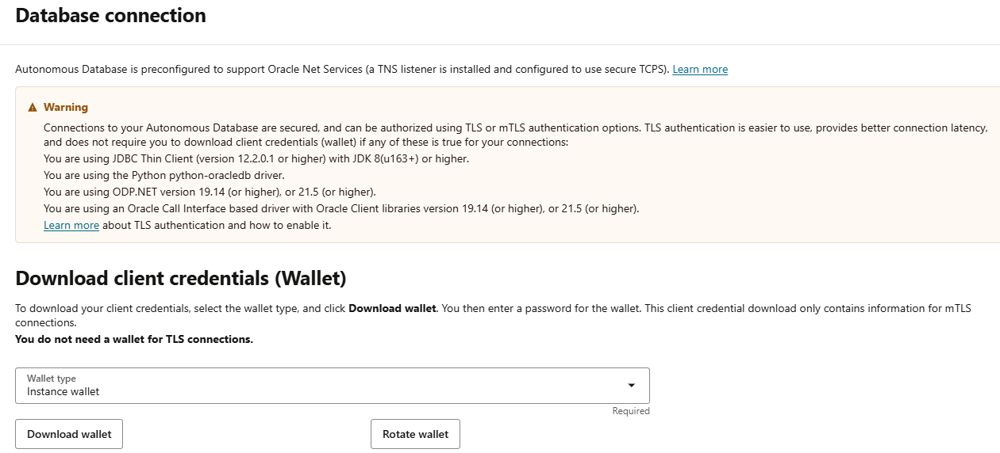 Database connection
Autonomous Database is preconfigured to support Oracle Net Services (a TNS listener is installed and configured to use secure TCPS). Learn more
Warning
Connections to your Autonomous Database are secured, and can be authorized using TLS or mTLS authentication options. TLS authentication is easier to use, provides better connection latency,
and does not require you to download client credentials (wallet) if any of these is true for your connections:
You are using JDBC Thin Client (version 12.2.0.1 or higher) with JDK 8(u163+) or higher.
You are using the Python python-oracledb driver.
You are using ODP.NET version 19.14 (or higher), or 21.5 (or higher).
You are using an Oracle Call Interface based driver with Oracle Client libraries version 19.14 (or higher), or 21.5 (or higher).
Learn more about TLS authentication and how to enable it.
Download client credentials (Wallet)
To download your client credentials, select the wallet type, and click Download wallet. You then enter a password for the wallet. This client credential download only contains information for mTLS
connections.
You do not need a wallet for TLS connections.
Wallet type
Instance wallet
Required
Download wallet
Rotate wallet